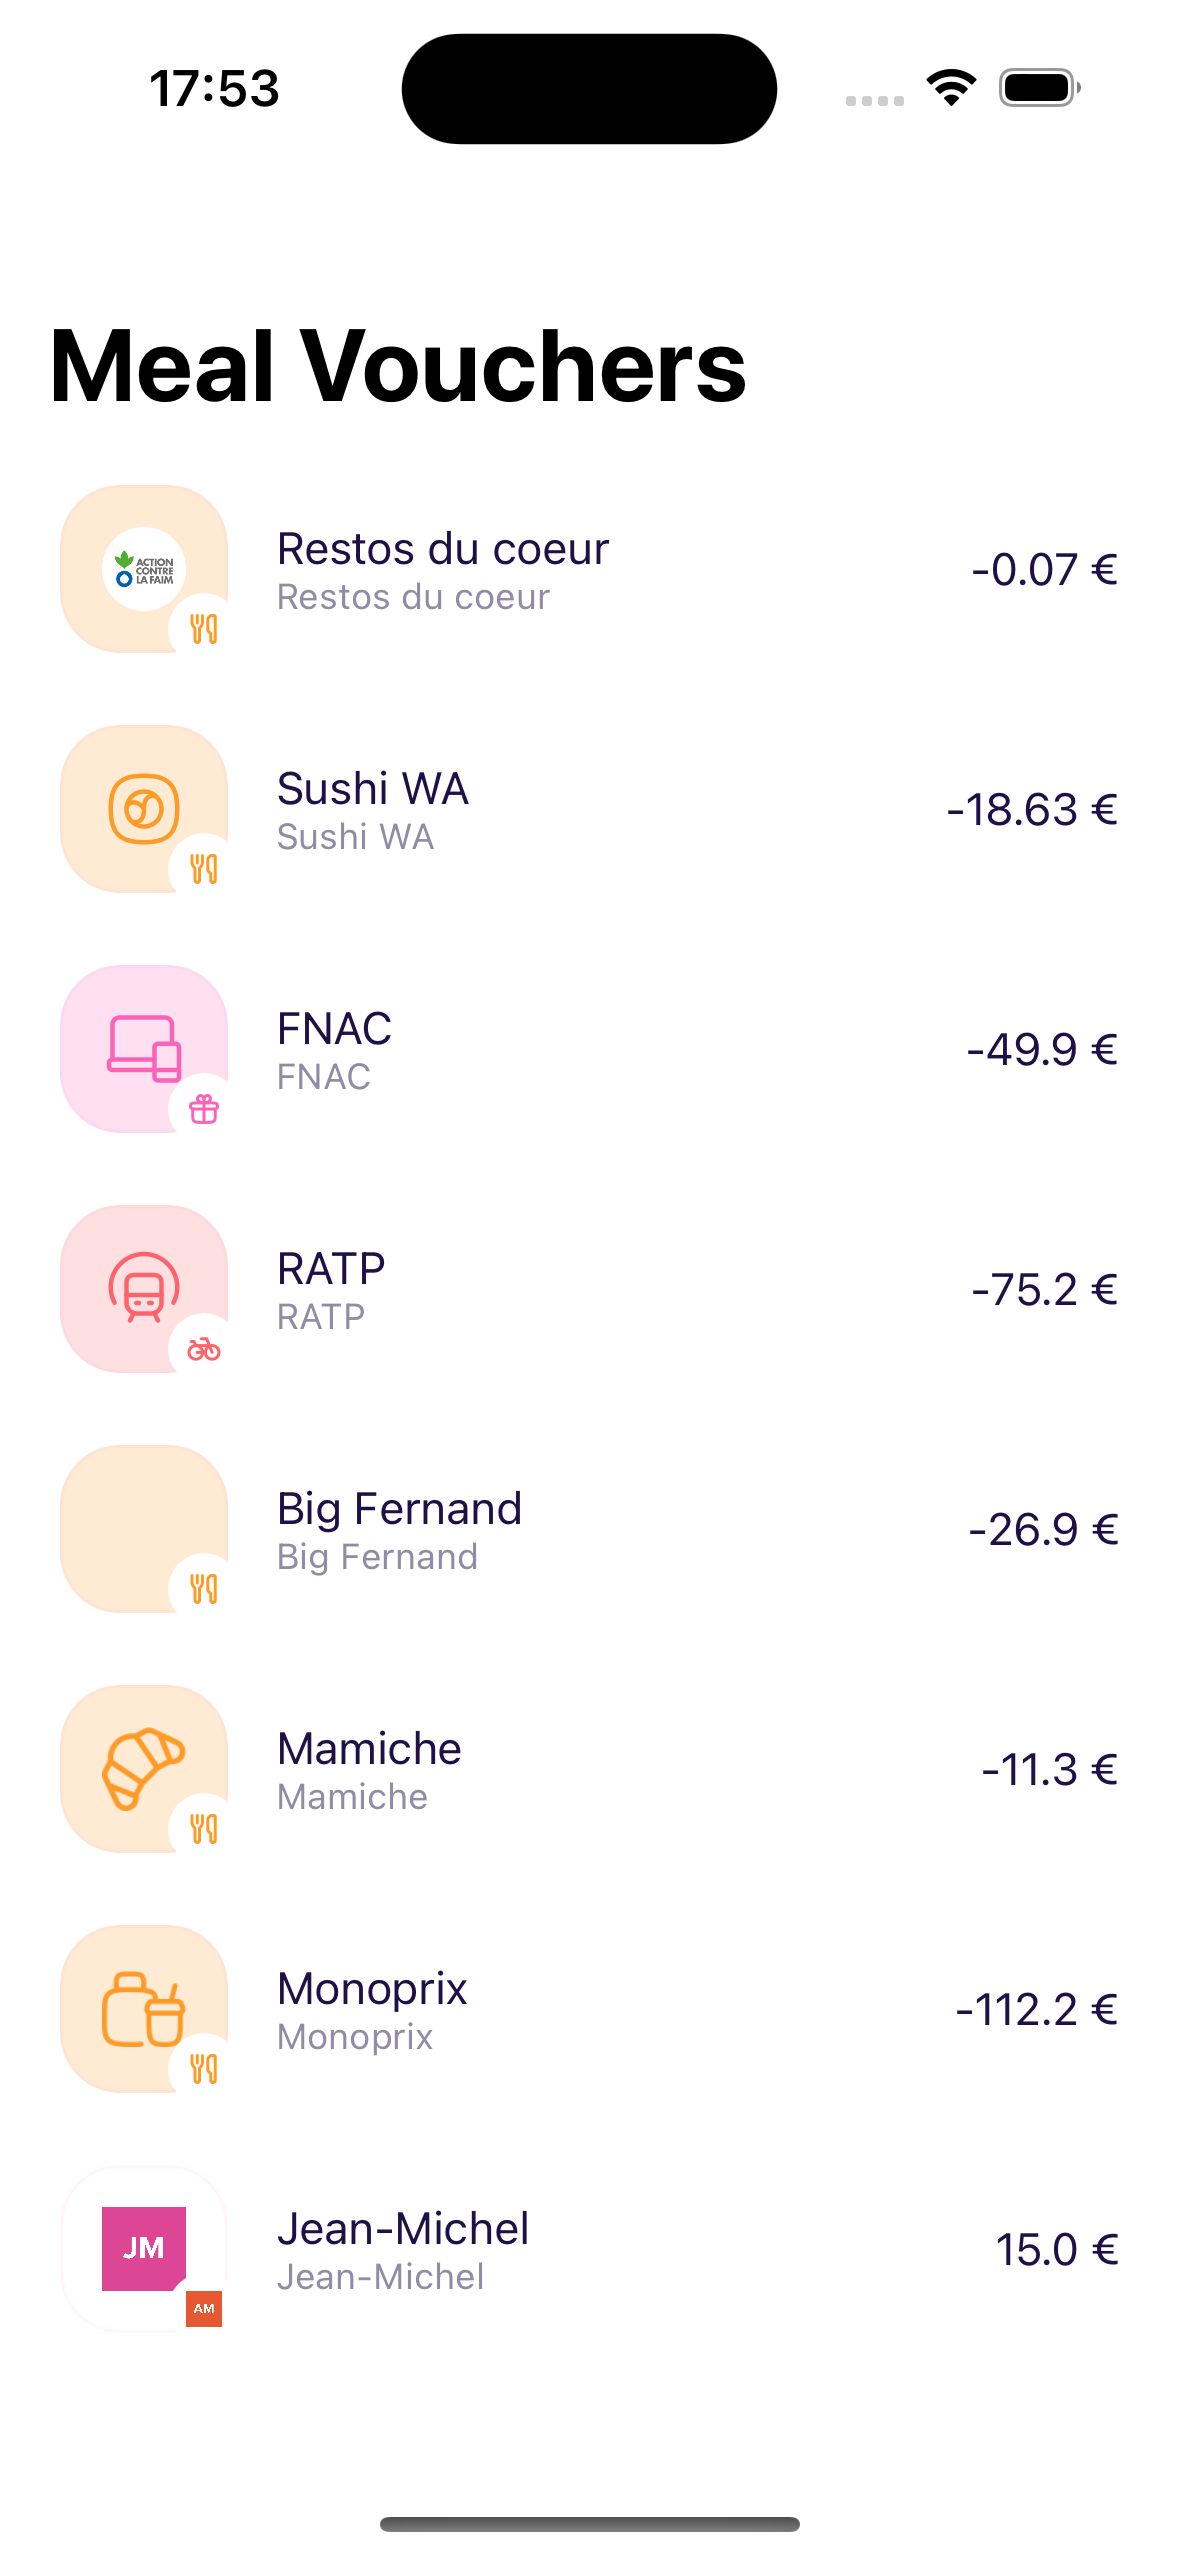 17:53
Meal Vouchers
ACTION
CONTRE
LA FAIM
Restos du coeur
Restos du coeur
-0.07 €
Sushi WA
Sushi WA
-18.63 €
FNAC
FNAC
-49.9 €
RATP
RATP
-75.2 €
Big Fernand
Big Fernand
-26.9 €
Mamiche
Mamiche
-11.3 €
Monoprix
Monoprix
-112.2 €
JM
AM
Jean-Michel
Jean-Michel
15.0 €